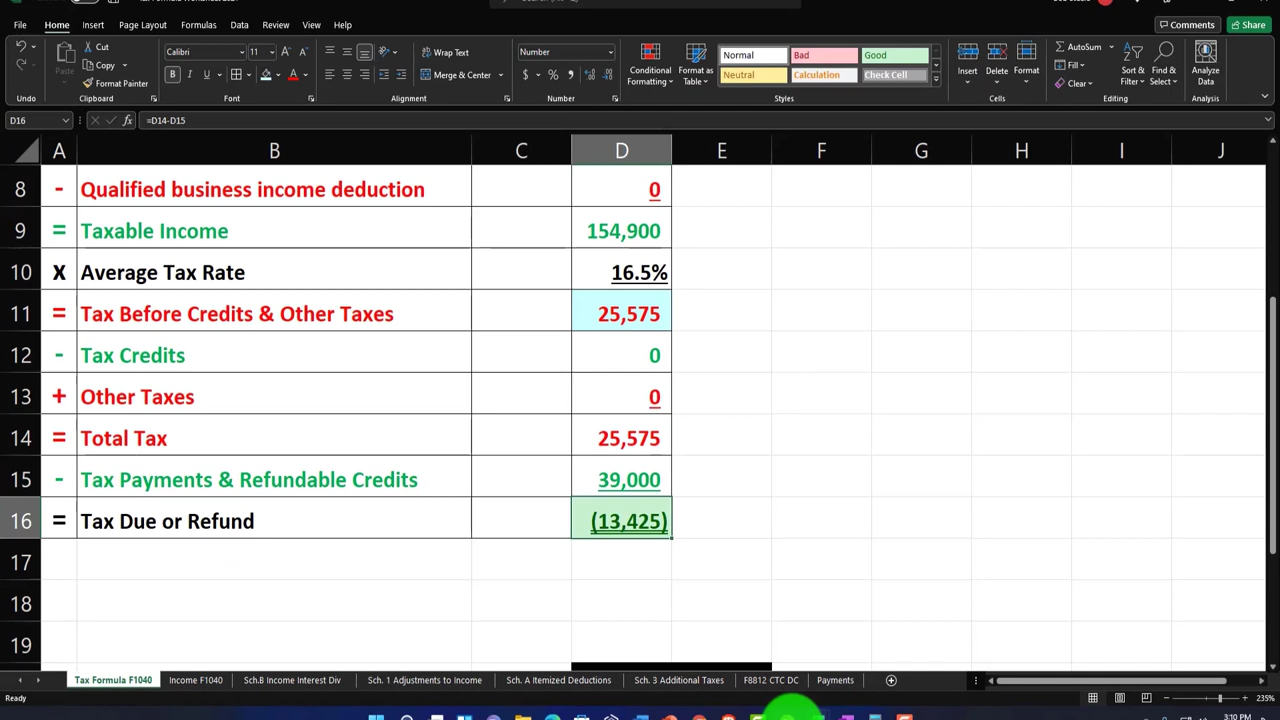 File Home Insert Page Layout Formulas Data Review View Help Comments Share
Cut
Copy
Paste
Format Painter
Calibri 11
B I U
Wrap Text
Merge & Center
Number
$ % ,
Conditional Formatting
Format as Table
Normal Bad Good
Neutral Calculation Check Cell
Insert Delete Format
AutoSum
Fill
Clear
Sort & Filter
Find & Select
Analyze Data
Undo Clipboard Font Alignment Number Styles Cells Editing Analysis
D16 fx =D14-D15
A B C D E F G H I J
8 - Qualified business income deduction 0
9 = Taxable Income 154,900
10 X Average Tax Rate 16.5%
11 = Tax Before Credits & Other Taxes 25,575
12 - Tax Credits 0
13 + Other Taxes 0
14 = Total Tax 25,575
15 - Tax Payments & Refundable Credits 39,000
16 = Tax Due or Refund (13,425)
17
18
19
Tax Formula F1040 Income F1040 Sch.B Income Interest Div Sch. 1 Adjustments to Income Sch. A Itemized Deductions Sch. 3 Additional Taxes F8812 CTC DC Payments
Ready 235%
3:10 PM